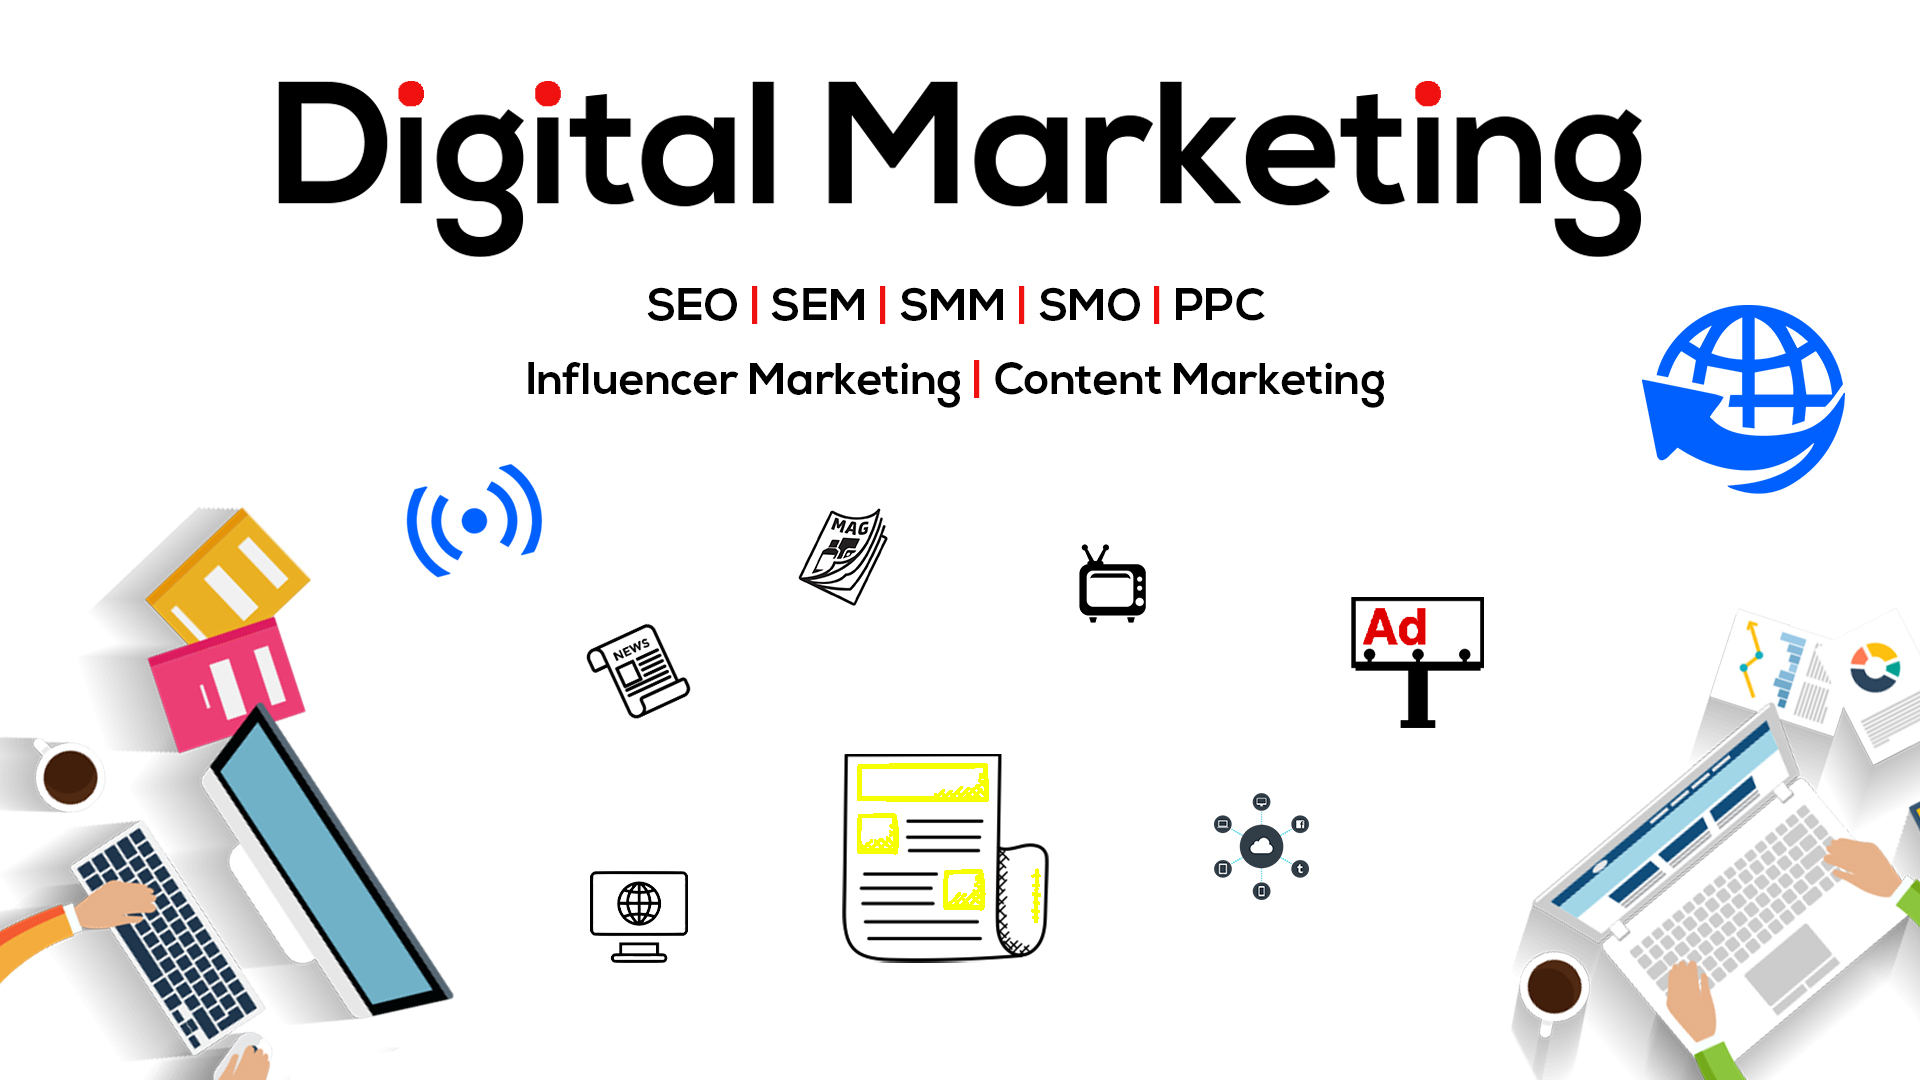 Digital Marketing
SEO | SEM | SMM | SMO | PPC
Influencer Marketing | Content Marketing
MAG
NEWS
Ad